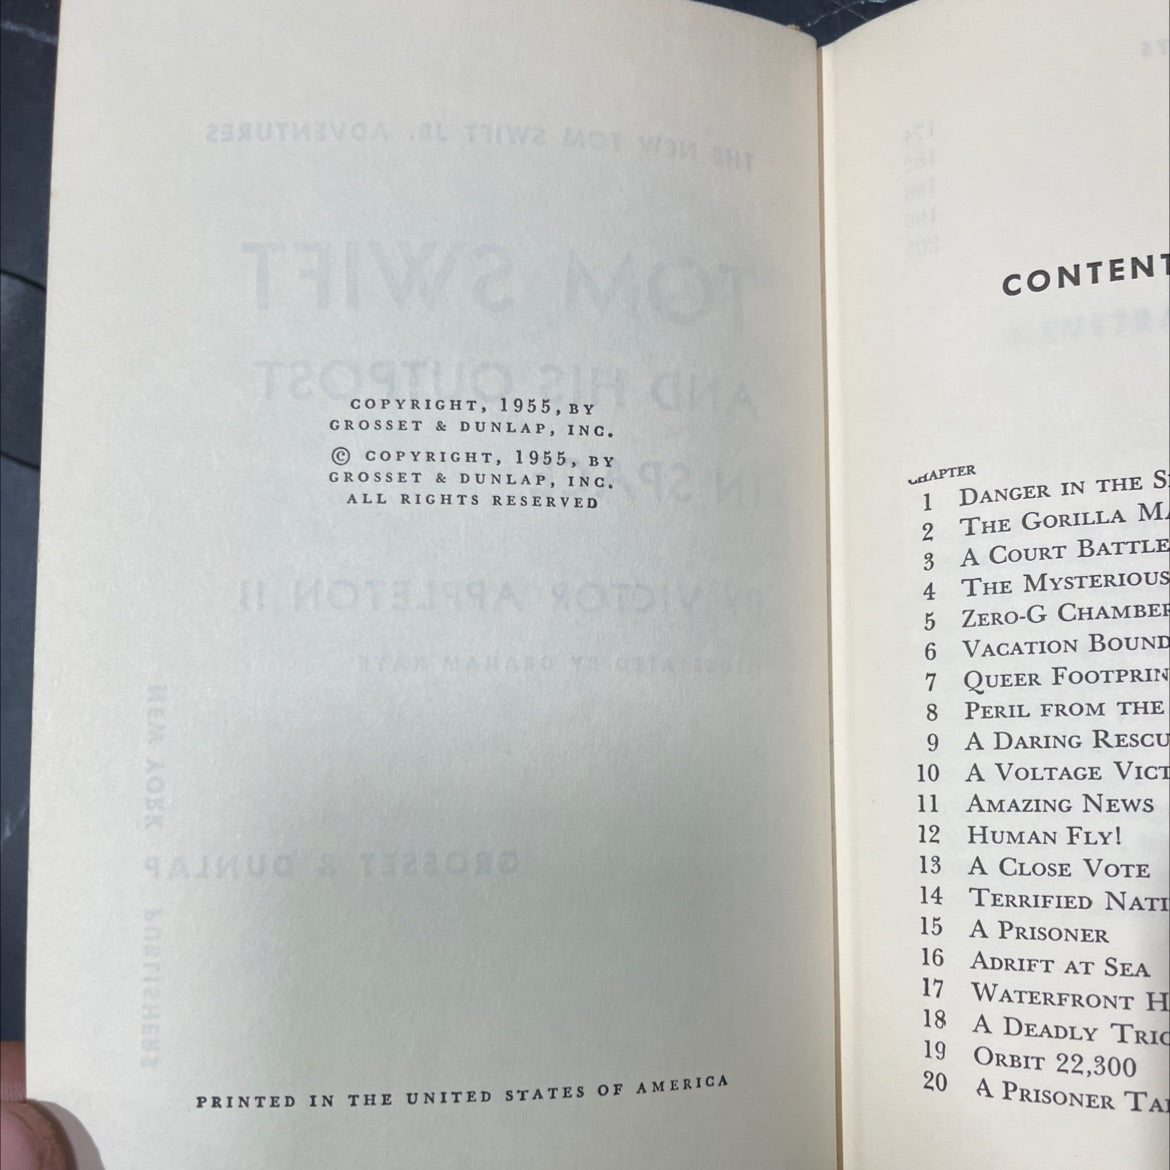 COPYRIGHT, 1955, BY
GROSSET & DUNLAP, INC.
© COPYRIGHT, 1955, BY
GROSSET & DUNLAP, INC.
ALL RIGHTS RESERVED
PRINTED IN THE UNITED STATES OF AMERICA
CONTENT
CHAPTER
1 DANGER IN THE S
2 THE GORILLA MA
3 A COURT BATTLE
4 THE MYSTERIOUS
5 ZERO-G CHAMBER
6 VACATION BOUND
7 QUEER FOOTPRIN
8 PERIL FROM THE
9 A DARING RESCU
10 A VOLTAGE VICT
11 AMAZING NEWS
12 HUMAN FLY!
13 A CLOSE VOTE
14 TERRIFIED NATI
15 A PRISONER
16 ADRIFT AT SEA
17 WATERFRONT H
18 A DEADLY TRIC
19 ORBIT 22,300
20 A PRISONER TA